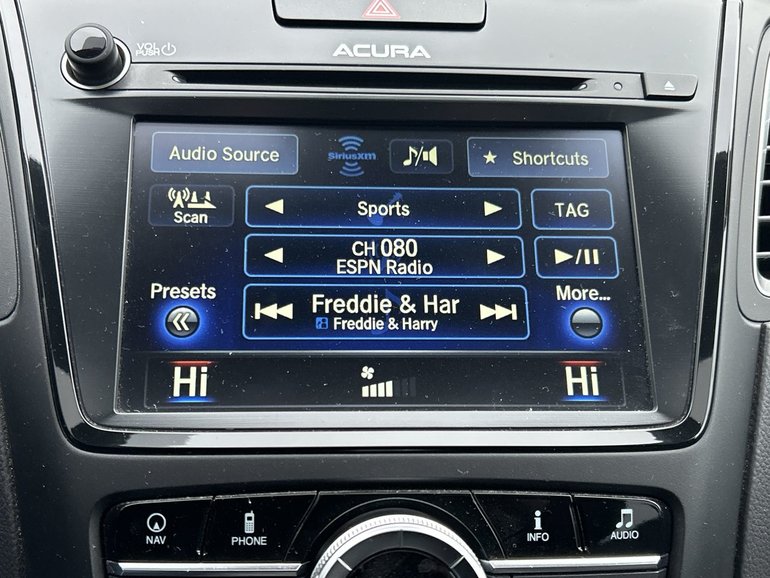 VOL
PUSH
ACURA
Audio Source
SiriusXm
★ Shortcuts
Scan
Sports
TAG
CH 080
ESPN Radio
Presets
More...
Freddie & Har
Freddie & Harry
Hi
Hi
NAV
PHONE
INFO
AUDIO